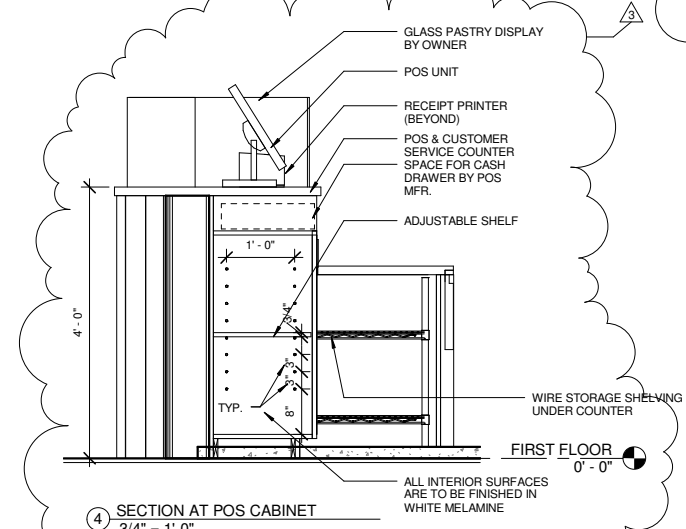 3
GLASS PASTRY DISPLAY
BY OWNER
POS UNIT
RECEIPT PRINTER
(BEYOND)
POS & CUSTOMER
SERVICE COUNTER
SPACE FOR CASH
DRAWER BY POS
MFR.
ADJUSTABLE SHELF
1' - 0"
4' - 0"
3/4"
3"
3"
8"
TYP.
WIRE STORAGE SHELVING
UNDER COUNTER
FIRST FLOOR
0' - 0"
ALL INTERIOR SURFACES
ARE TO BE FINISHED IN
WHITE MELAMINE
4 SECTION AT POS CABINET
3/4" = 1'-0"